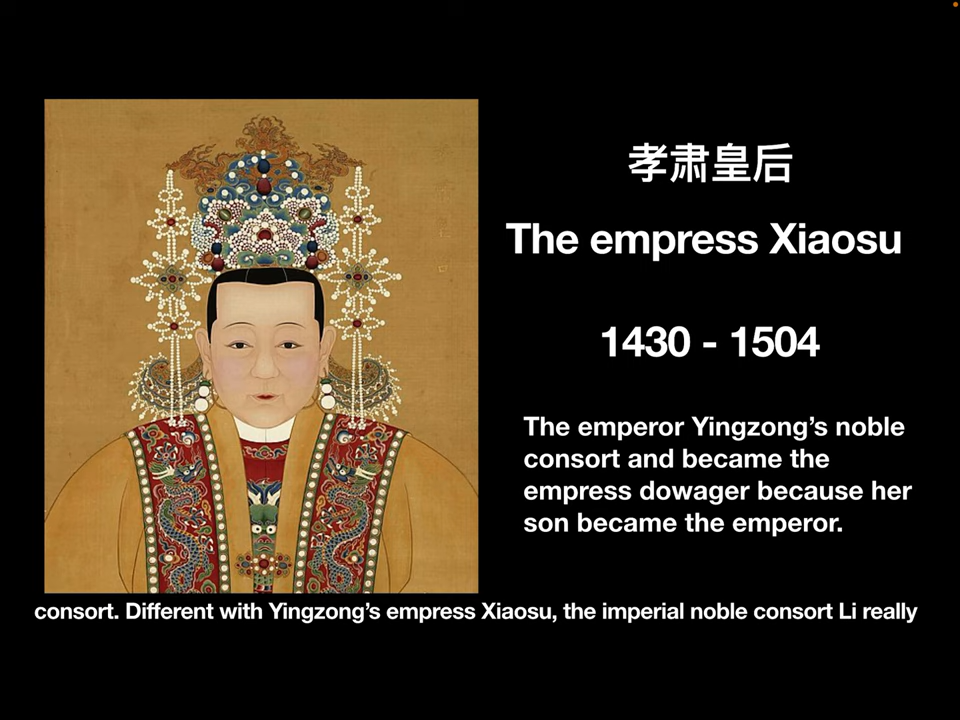 孝肃皇后
The empress Xiaosu
1430 - 1504
The emperor Yingzong’s noble
consort and became the
empress dowager because her
son became the emperor.
consort. Different with Yingzong’s empress Xiaosu, the imperial noble consort Li really